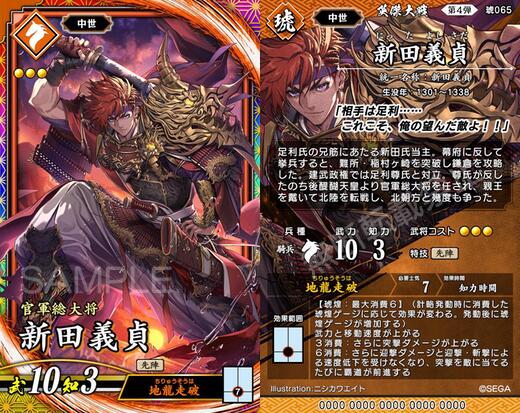 中世
SAMPLE
官軍総大将
新田義貞
先陣
武10知3
ちりゅうそうは
地龍走破
7
琥
中世
英傑大戦
第4弾
琥065
にった よしさだ
新田義貞
統一名称:新田義貞
生没年:1301~1338
「相手は足利……
これこそ、俺の望んだ敵よ!!」
足利氏の兄筋にあたる新田氏当主。幕府に反して
挙兵すると、難所・稲村ヶ崎を突破し鎌倉を攻略
した。建武政権では足利尊氏と対立。尊氏が反し
たのち後醍醐天皇より官軍総大将を任され、親王
を戴いて北陸を転戦し、北朝方と幾度も争った。
兵種 武力 知力 武将コスト
騎兵 10 3 特技 先陣
ちりゅうそうは 必要士気 効果時間
地龍走破 7 知力時間
効果範囲
【琥煌:最大消費6】(計略発動時に消費した
琥煌ゲージに応じて効果が変わる。発動後に琥
煌ゲージが増加する)
武力と移動速度が上がる
3消費:さらに突撃ダメージが上がる
6消費:さらに迎撃ダメージと迎撃・斬撃によ
る速度低下を受けなくなり、突撃を敵に当てる
たびに覇道が前進する
Illustration:ニシカワエイト
©SEGA
0000 0000 0000 0000 0000